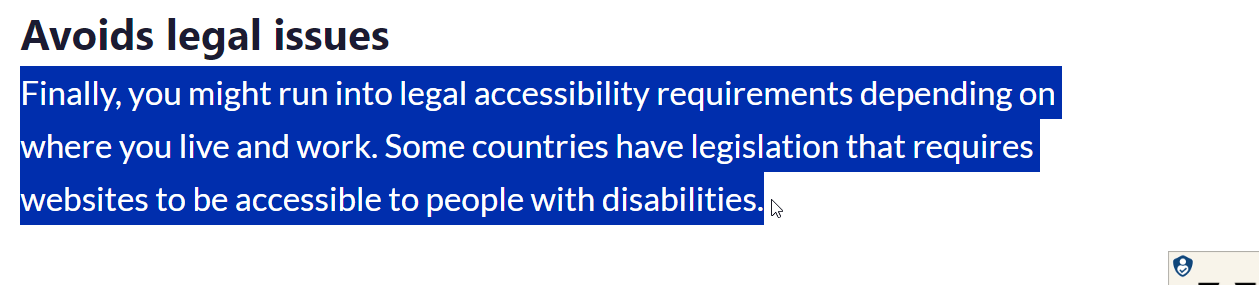 Avoids legal issues
Finally, you might run into legal accessibility requirements depending on
where you live and work. Some countries have legislation that requires
websites to be accessible to people with disabilities.